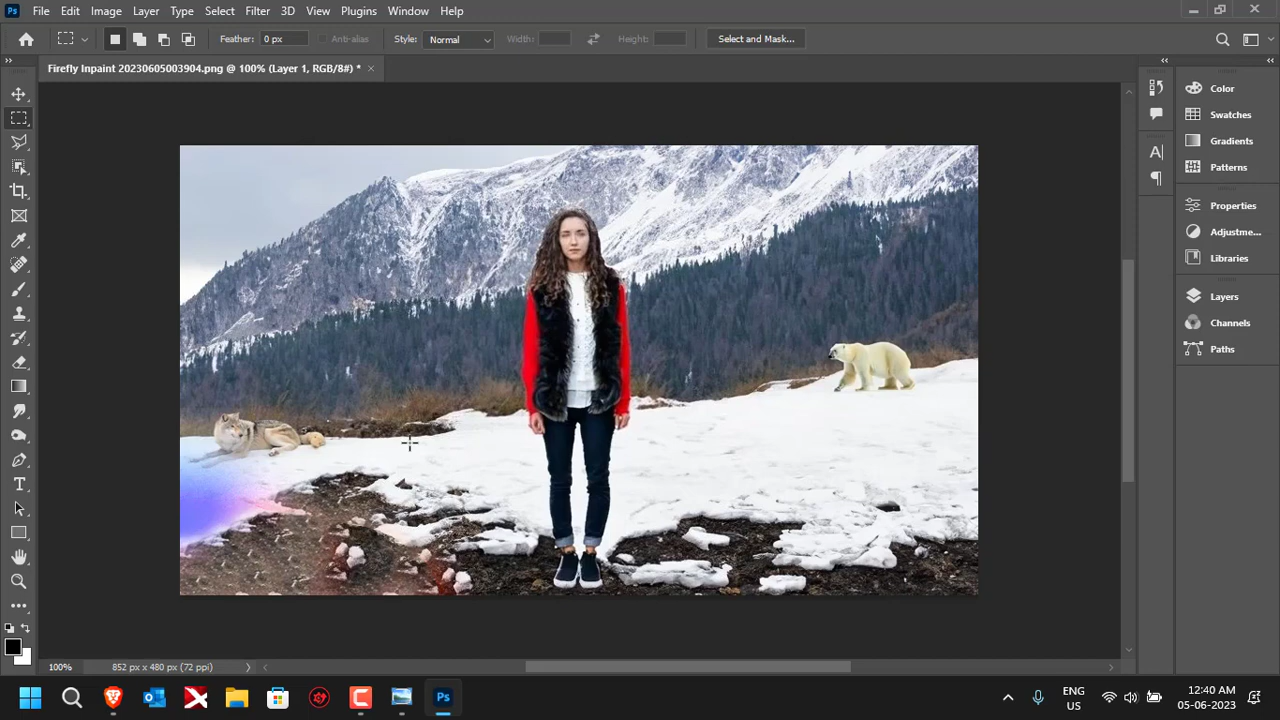 Ps File Edit Image Layer Type Select Filter 3D View Plugins Window Help
Feather: 0 px Anti-alias Style: Normal Width: Height: Select and Mask...
Firefly Inpaint 20230605003904.png @ 100% (Layer 1, RGB/8#) * ×
Color
Swatches
Gradients
Patterns
Properties
Adjustme...
Libraries
Layers
Channels
Paths
100% 852 px x 480 px (72 ppi)
Ps
ENG
US
12:40 AM
05-06-2023